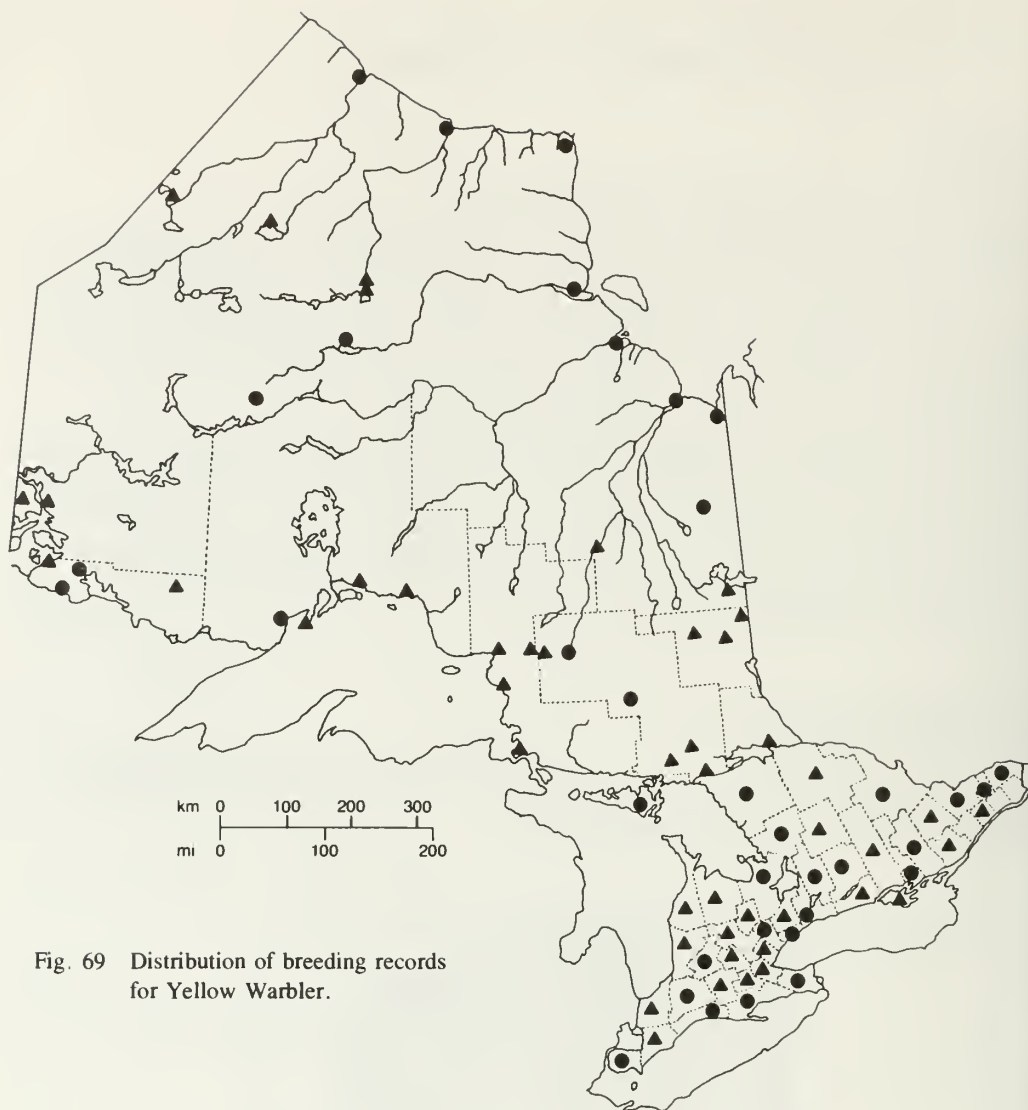 km 0 100 200 300
mi 0 100 200
Fig. 69 Distribution of breeding records
for Yellow Warbler.